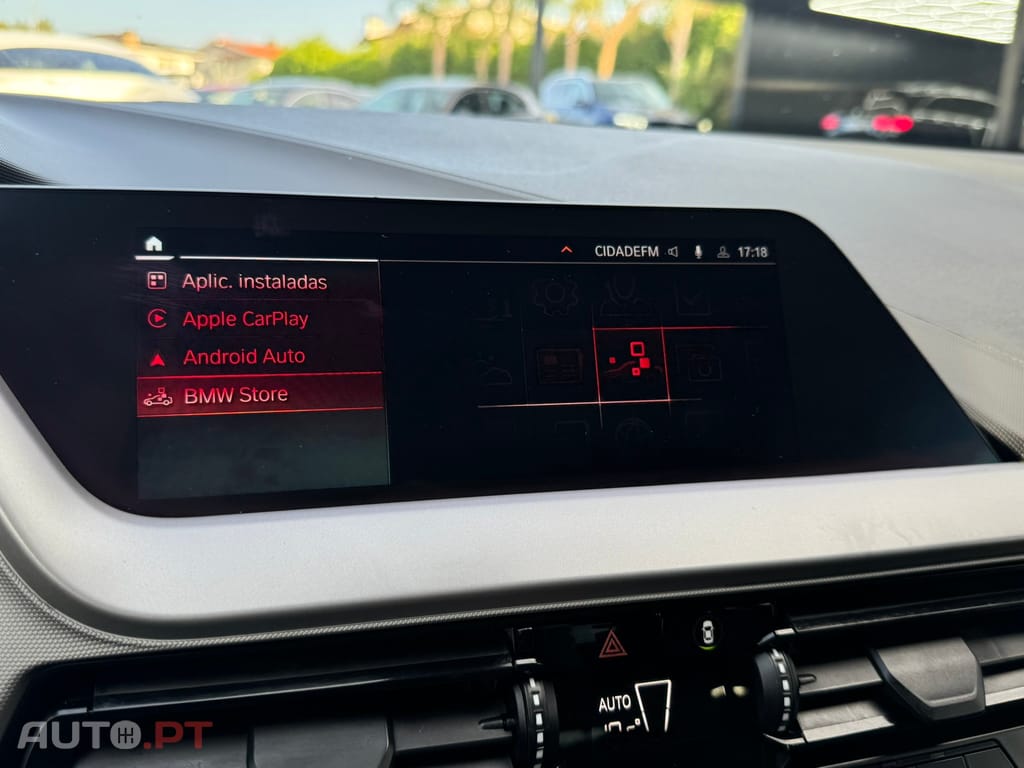 CIDADEFM 17:18
Aplic. instaladas
Apple CarPlay
Android Auto
BMW Store
AUTO
AUTO.PT